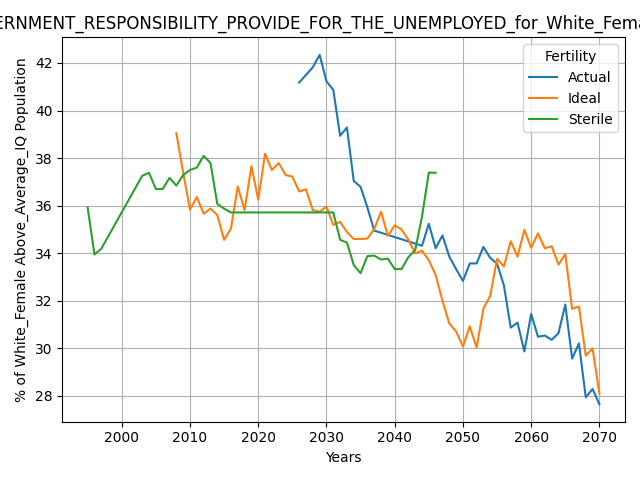 ERNMENT_RESPONSIBILITY_PROVIDE_FOR_THE_UNEMPLOYED_for_White_Fema
% of White_Female Above_Average_IQ Population
42
40
38
36
34
32
30
28
Fertility
Actual
Ideal
Sterile
2000 2010 2020 2030 2040 2050 2060 2070
Years